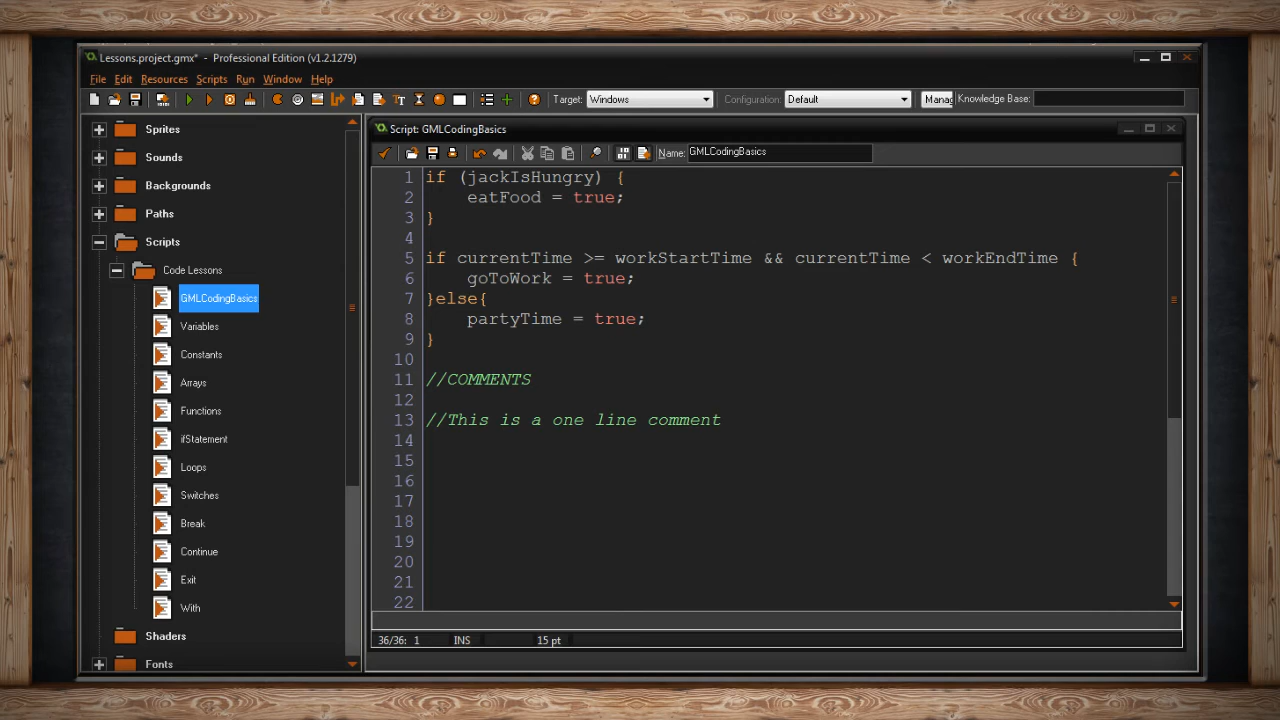 Lessons.project.gmx* - Professional Edition (v1.2.1279)
File Edit Resources Scripts Run Window Help
Target: Windows Configuration: Default Manag Knowledge Base:
Sprites
Sounds
Backgrounds
Paths
Scripts
Code Lessons
GMLCodingBasics
Variables
Constants
Arrays
Functions
ifStatement
Loops
Switches
Break
Continue
Exit
With
Shaders
Fonts
Script: GMLCodingBasics
Name: GMLCodingBasics
1 if (jackIsHungry) {
2 eatFood = true;
3 }
4
5 if currentTime >= workStartTime && currentTime < workEndTime {
6 goToWork = true;
7 }else{
8 partyTime = true;
9 }
10
11 //COMMENTS
12
13 //This is a one line comment
14
15
16
17
18
19
20
21
22
36/36: 1 INS 15 pt